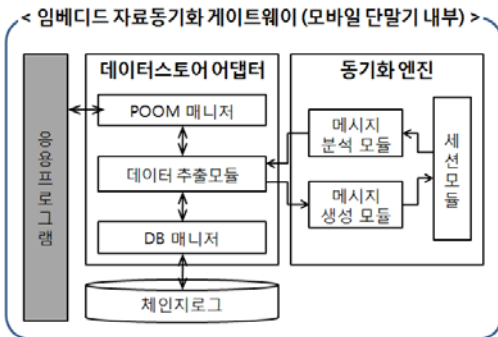 < 임베디드 자료동기화 게이트웨이 (모바일 단말기 내부) >
데이터스토어 어댑터
동기화 엔진
응용프로그램
POOM 매니저
데이터 추출모듈
DB 매니저
체인지로그
메시지
분석 모듈
메시지
생성 모듈
세션모듈